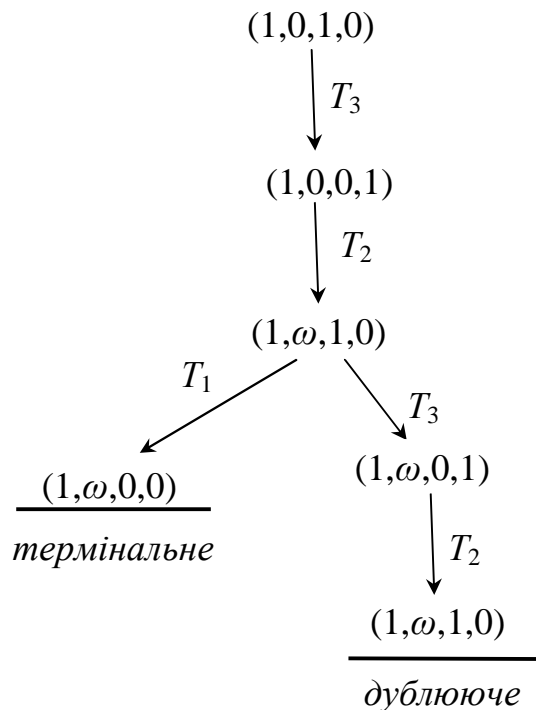 (1,0,1,0)
T₃
(1,0,0,1)
T₂
(1,ω,1,0)
T₁
T₃
(1,ω,0,0)
термінальне
(1,ω,0,1)
T₂
(1,ω,1,0)
дублююче